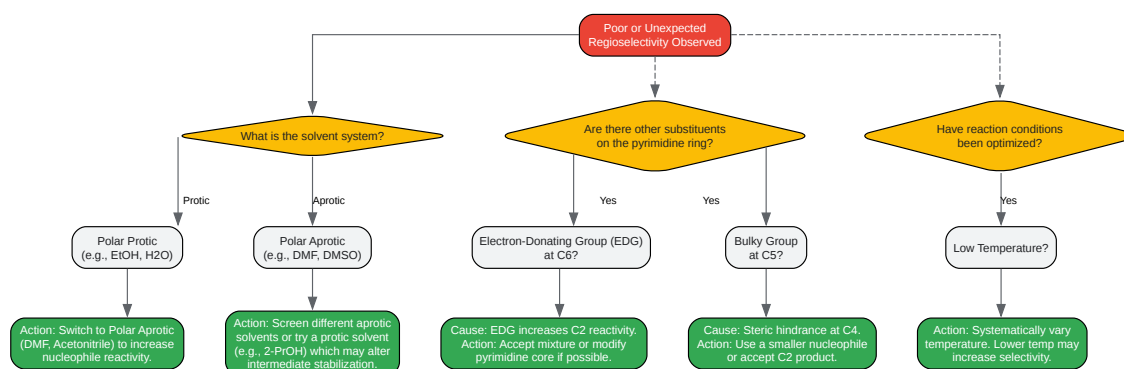 Poor or Unexpected
Regioselectivity Observed
What is the solvent system?
Are there other substituents
on the pyrimidine ring?
Have reaction conditions
been optimized?
Protic
Aprotic
Yes
Yes
Yes
Polar Protic
(e.g., EtOH, H2O)
Polar Aprotic
(e.g., DMF, DMSO)
Electron-Donating Group (EDG)
at C6?
Bulky Group
at C5?
Low Temperature?
Action: Switch to Polar Aprotic
(DMF, Acetonitrile) to increase
nucleophile reactivity.
Action: Screen different aprotic
solvents or try a protic solvent
(e.g., 2-PrOH) which may alter
intermediate stabilization.
Cause: EDG increases C2 reactivity.
Action: Accept mixture or modify
pyrimidine core if possible.
Cause: Steric hindrance at C4.
Action: Use a smaller nucleophile
or accept C2 product.
Action: Systematically vary
temperature. Lower temp may
increase selectivity.